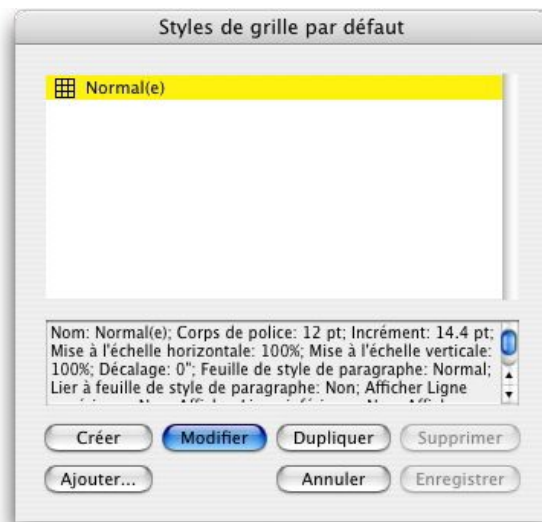 Styles de grille par défaut
Normal(e)
Nom: Normal(e); Corps de police: 12 pt; Incrément: 14.4 pt;
Mise à l'échelle horizontale: 100%; Mise à l'échelle verticale:
100%; Décalage: 0"; Feuille de style de paragraphe: Normal;
Lier à feuille de style de paragraphe: Non; Afficher Ligne
Créer Modifier Dupliquer Supprimer
Ajouter... Annuler Enregistrer